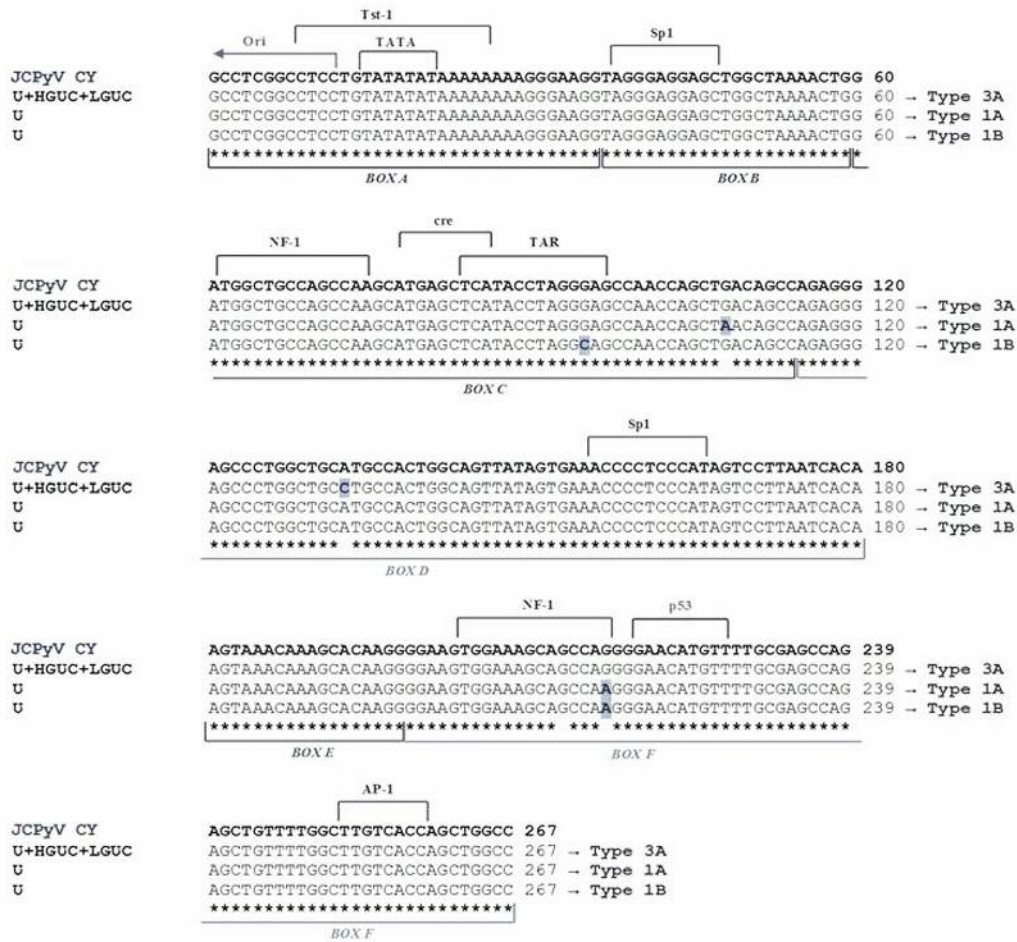 Tst-1
Ori TATA Sp1
JCPyV CY GCCTCGGCCTCCTGTATATATAAAAAAAAGGGAAGGTAGGGAGGAGCTGGCTAAAACTGG 60
U+HGUC+LGUC GCCTCGGCCTCCTGTATATATAAAAAAAAGGGAAGGTAGGGAGGAGCTGGCTAAAACTGG 60 → Type 3A
U GCCTCGGCCTCCTGTATATATAAAAAAAAGGGAAGGTAGGGAGGAGCTGGCTAAAACTGG 60 → Type 1A
U GCCTCGGCCTCCTGTATATATAAAAAAAAGGGAAGGTAGGGAGGAGCTGGCTAAAACTGG 60 → Type 1B
************************************************************
BOX A BOX B
cre
NF-1 TAR
JCPyV CY ATGGCTGCCAGCCAAGCATGAGCTCATACCTAGGGAGCCAACCAGCTGACAGCCAGAGGG 120
U+HGUC+LGUC ATGGCTGCCAGCCAAGCATGAGCTCATACCTAGGGAGCCAACCAGCTGACAGCCAGAGGG 120 → Type 3A
U ATGGCTGCCAGCCAAGCATGAGCTCATACCTAGGGAGCCAACCAGCTAACAGCCAGAGGG 120 → Type 1A
U ATGGCTGCCAGCCAAGCATGAGCTCATACCTAGGCAGCCAACCAGCTGACAGCCAGAGGG 120 → Type 1B
*********************************************** ************
BOX C
Sp1
JCPyV CY AGCCCTGGCTGCATGCCACTGGCAGTTATAGTGAAACCCCTCCCATAGTCCTTAATCACA 180
U+HGUC+LGUC AGCCCTGGCTGCCTGCCACTGGCAGTTATAGTGAAACCCCTCCCATAGTCCTTAATCACA 180 → Type 3A
U AGCCCTGGCTGCATGCCACTGGCAGTTATAGTGAAACCCCTCCCATAGTCCTTAATCACA 180 → Type 1A
U AGCCCTGGCTGCATGCCACTGGCAGTTATAGTGAAACCCCTCCCATAGTCCTTAATCACA 180 → Type 1B
************ ***********************************************
BOX D
NF-1 p53
JCPyV CY AGTAAACAAAGCACAAGGGGAAGTGGAAAGCAGCCAGGGGAACATGTTTTGCGAGCCAG 239
U+HGUC+LGUC AGTAAACAAAGCACAAGGGGAAGTGGAAAGCAGCCAGGGGAACATGTTTTGCGAGCCAG 239 → Type 3A
U AGTAAACAAAGCACAAGGGGAAGTGGAAAGCAGCCAAGGGAACATGTTTTGCGAGCCAG 239 → Type 1A
U AGTAAACAAAGCACAAGGGGAAGTGGAAAGCAGCCAAGGGAACATGTTTTGCGAGCCAG 239 → Type 1B
******************************** *** **********************
BOX E BOX F
AP-1
JCPyV CY AGCTGTTTTGGCTTGTCACCAGCTGGCC 267
U+HGUC+LGUC AGCTGTTTTGGCTTGTCACCAGCTGGCC 267 → Type 3A
U AGCTGTTTTGGCTTGTCACCAGCTGGCC 267 → Type 1A
U AGCTGTTTTGGCTTGTCACCAGCTGGCC 267 → Type 1B
****************************
BOX F